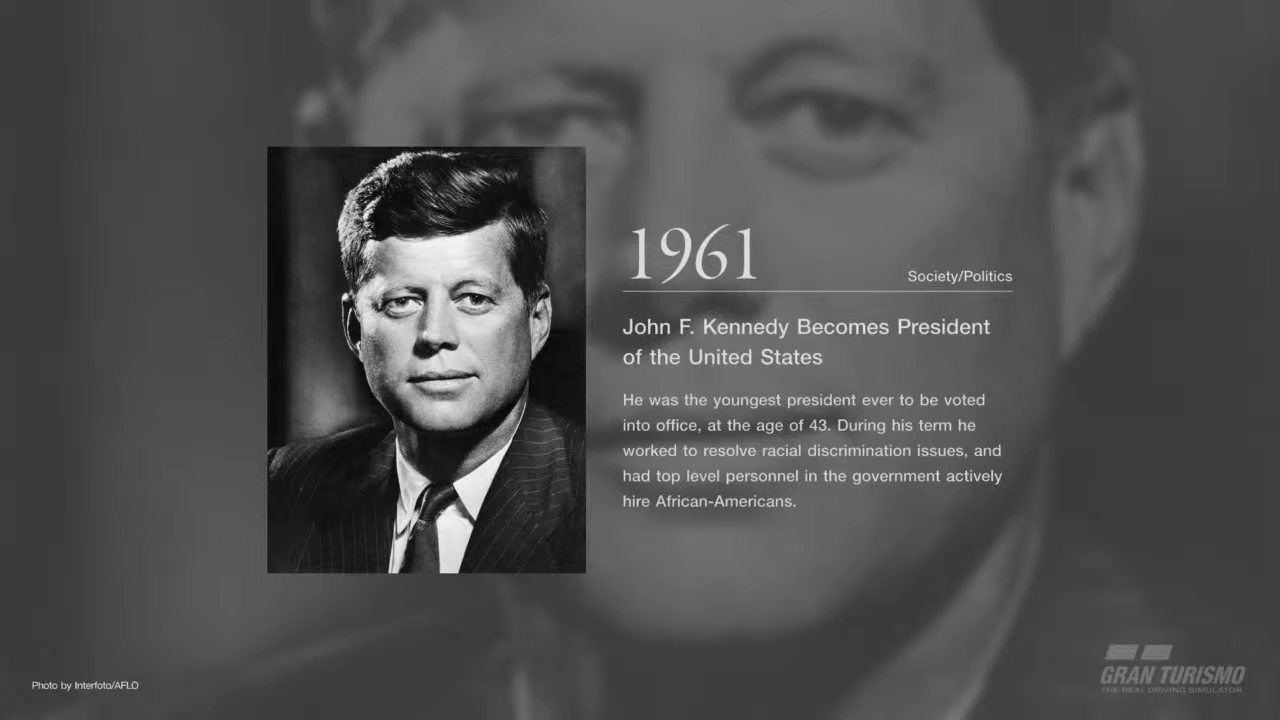 1961
Society/Politics
John F. Kennedy Becomes President
of the United States
He was the youngest president ever to be voted
into office, at the age of 43. During his term he
worked to resolve racial discrimination issues, and
had top level personnel in the government actively
hire African-Americans.
Photo by Interfoto/AFLO
GRAN TURISMO
THE REAL DRIVING SIMULATOR